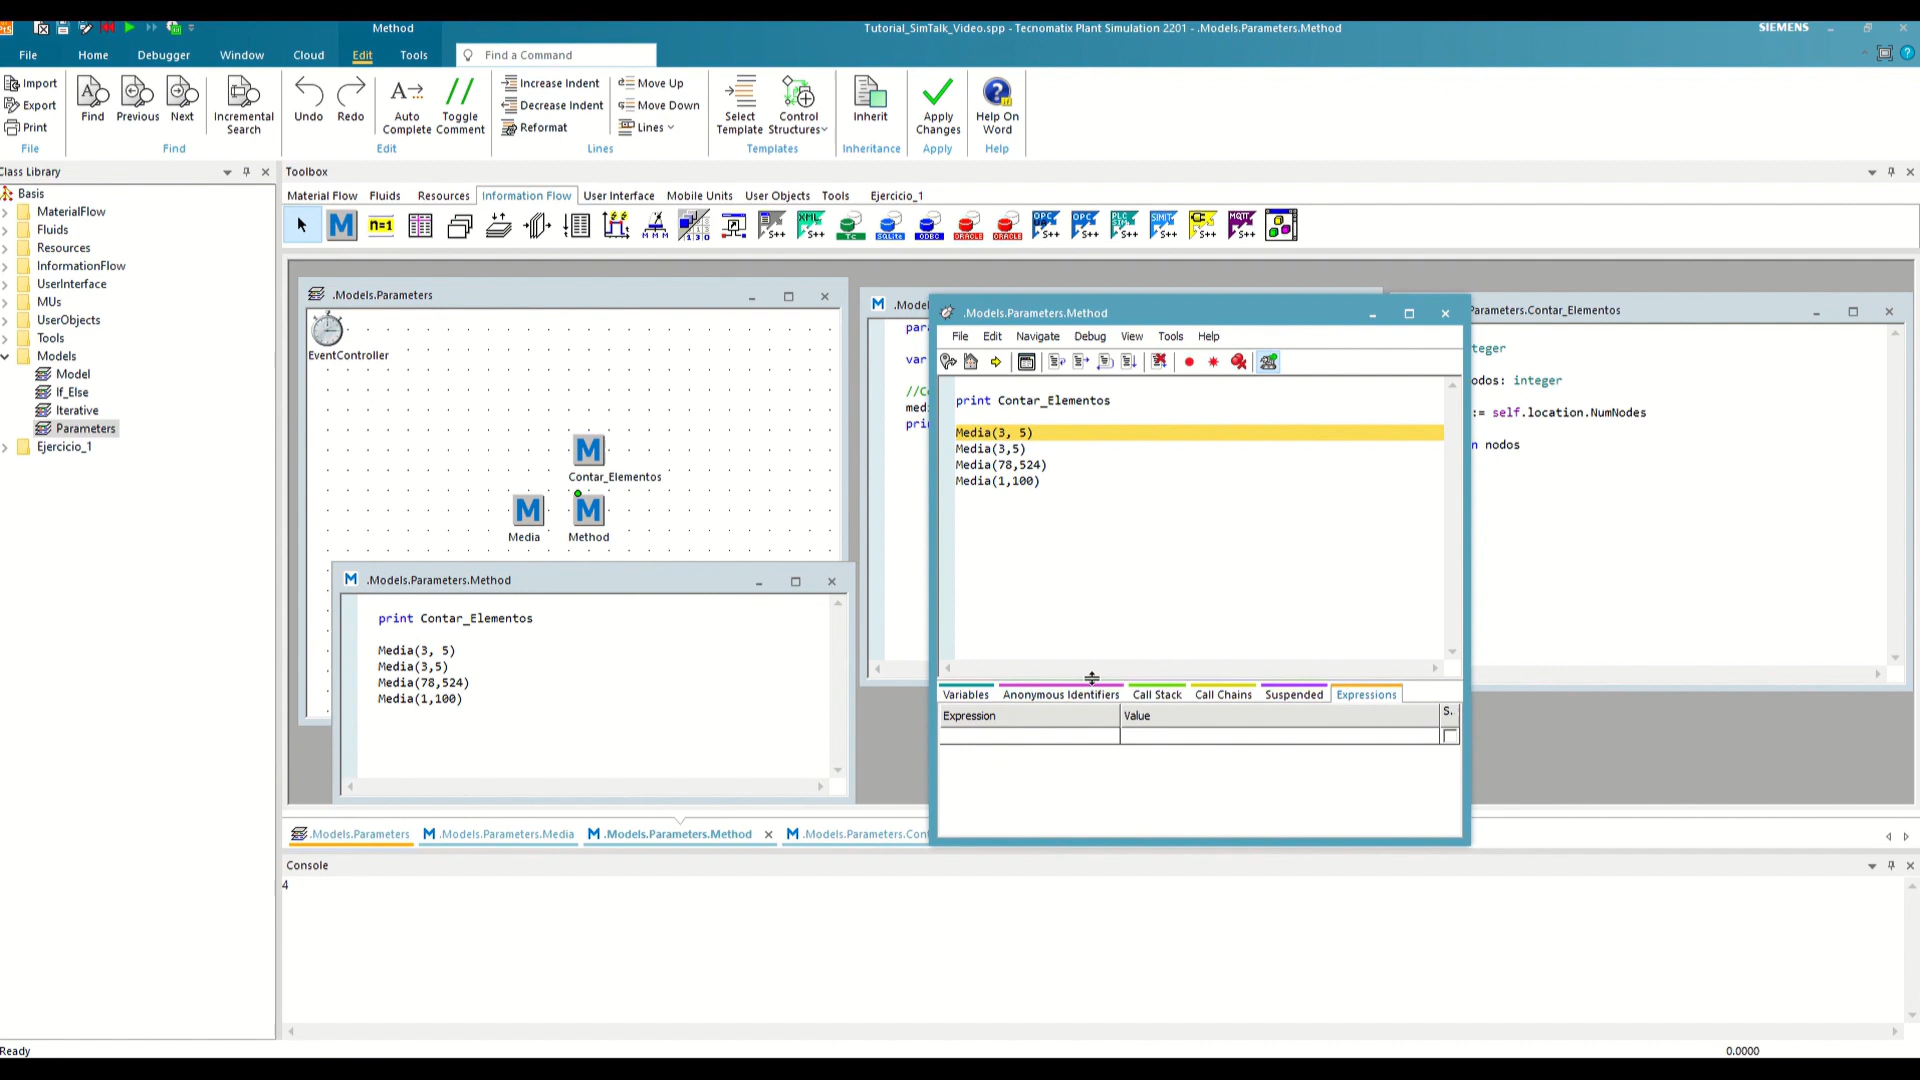 Method
Tutorial_SimTalk_Video.spp - Tecnomatix Plant Simulation 2201 - .Models.Parameters.Method
SIEMENS
File Home Debugger Window Cloud Edit Tools Find a Command
Import
Export
Print
File
Find Previous Next Incremental Search
Find
Undo Redo Auto Complete Toggle Comment
Edit
Increase Indent
Decrease Indent
Reformat
Move Up
Move Down
Lines
Lines
Select Template Control Structures
Templates
Inherit
Inheritance
Apply Changes
Apply
Help On Word
Help
Class Library
Basis
MaterialFlow
Fluids
Resources
InformationFlow
UserInterface
MUs
UserObjects
Tools
Models
Model
If_Else
Iterative
Parameters
Ejercicio_1
Toolbox
Material Flow Fluids Resources Information Flow User Interface Mobile Units User Objects Tools Ejercicio_1
M n=1
.Models.Parameters
EventController
M
Contar_Elementos
M M
Media Method
M .Models.Parameters.Method
print Contar_Elementos
Media(3, 5)
Media(3,5)
Media(78,524)
Media(1,100)
M .Model
para
var
//C
med
prin
.Models.Parameters.Method
File Edit Navigate Debug View Tools Help
print Contar_Elementos
Media(3, 5)
Media(3,5)
Media(78,524)
Media(1,100)
Variables Anonymous Identifiers Call Stack Call Chains Suspended Expressions
Expression Value S.
Parameters.Contar_Elementos
teger
odos: integer
:= self.location.NumNodes
n nodos
.Models.Parameters M .Models.Parameters.Media M .Models.Parameters.Method M .Models.Parameters.Con
Console
4
Ready
0.0000